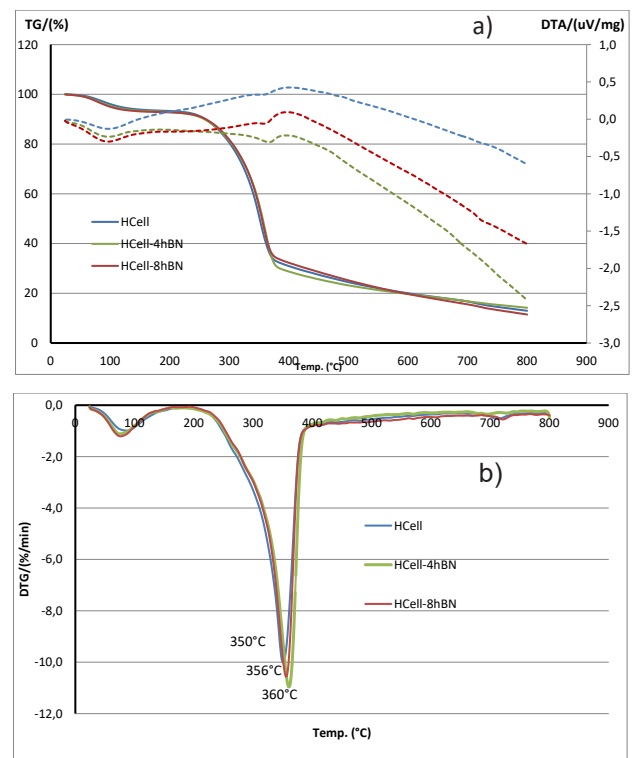 TG/(%)
DTA/(uV/mg)
a)
120
100
80
60
40
20
0
1,0
0,5
0,0
-0,5
-1,0
-1,5
-2,0
-2,5
-3,0
HCell
HCell-4hBN
HCell-8hBN
0 100 200 300 400 500 600 700 800 900
Temp. (°C)
0,0
-2,0
-4,0
-6,0
-8,0
-10,0
-12,0
0 100 200 300 400 500 600 700 800 900
b)
DTG/(%/min)
HCell
HCell-4hBN
HCell-8hBN
350°C
356°C
360°C
Temp. (°C)